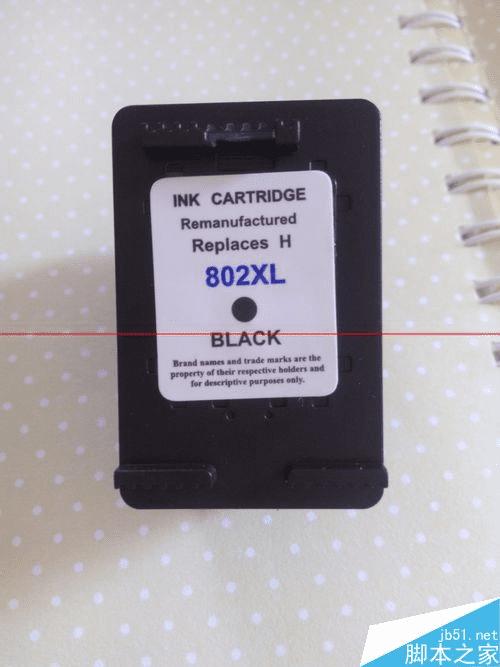 INK CARTRIDGE
Remanufactured
Replaces H
802XL
BLACK
Brand names and trade marks are the
property of their respective holders and
for descriptive purposes only.
jb51.net
脚本之家